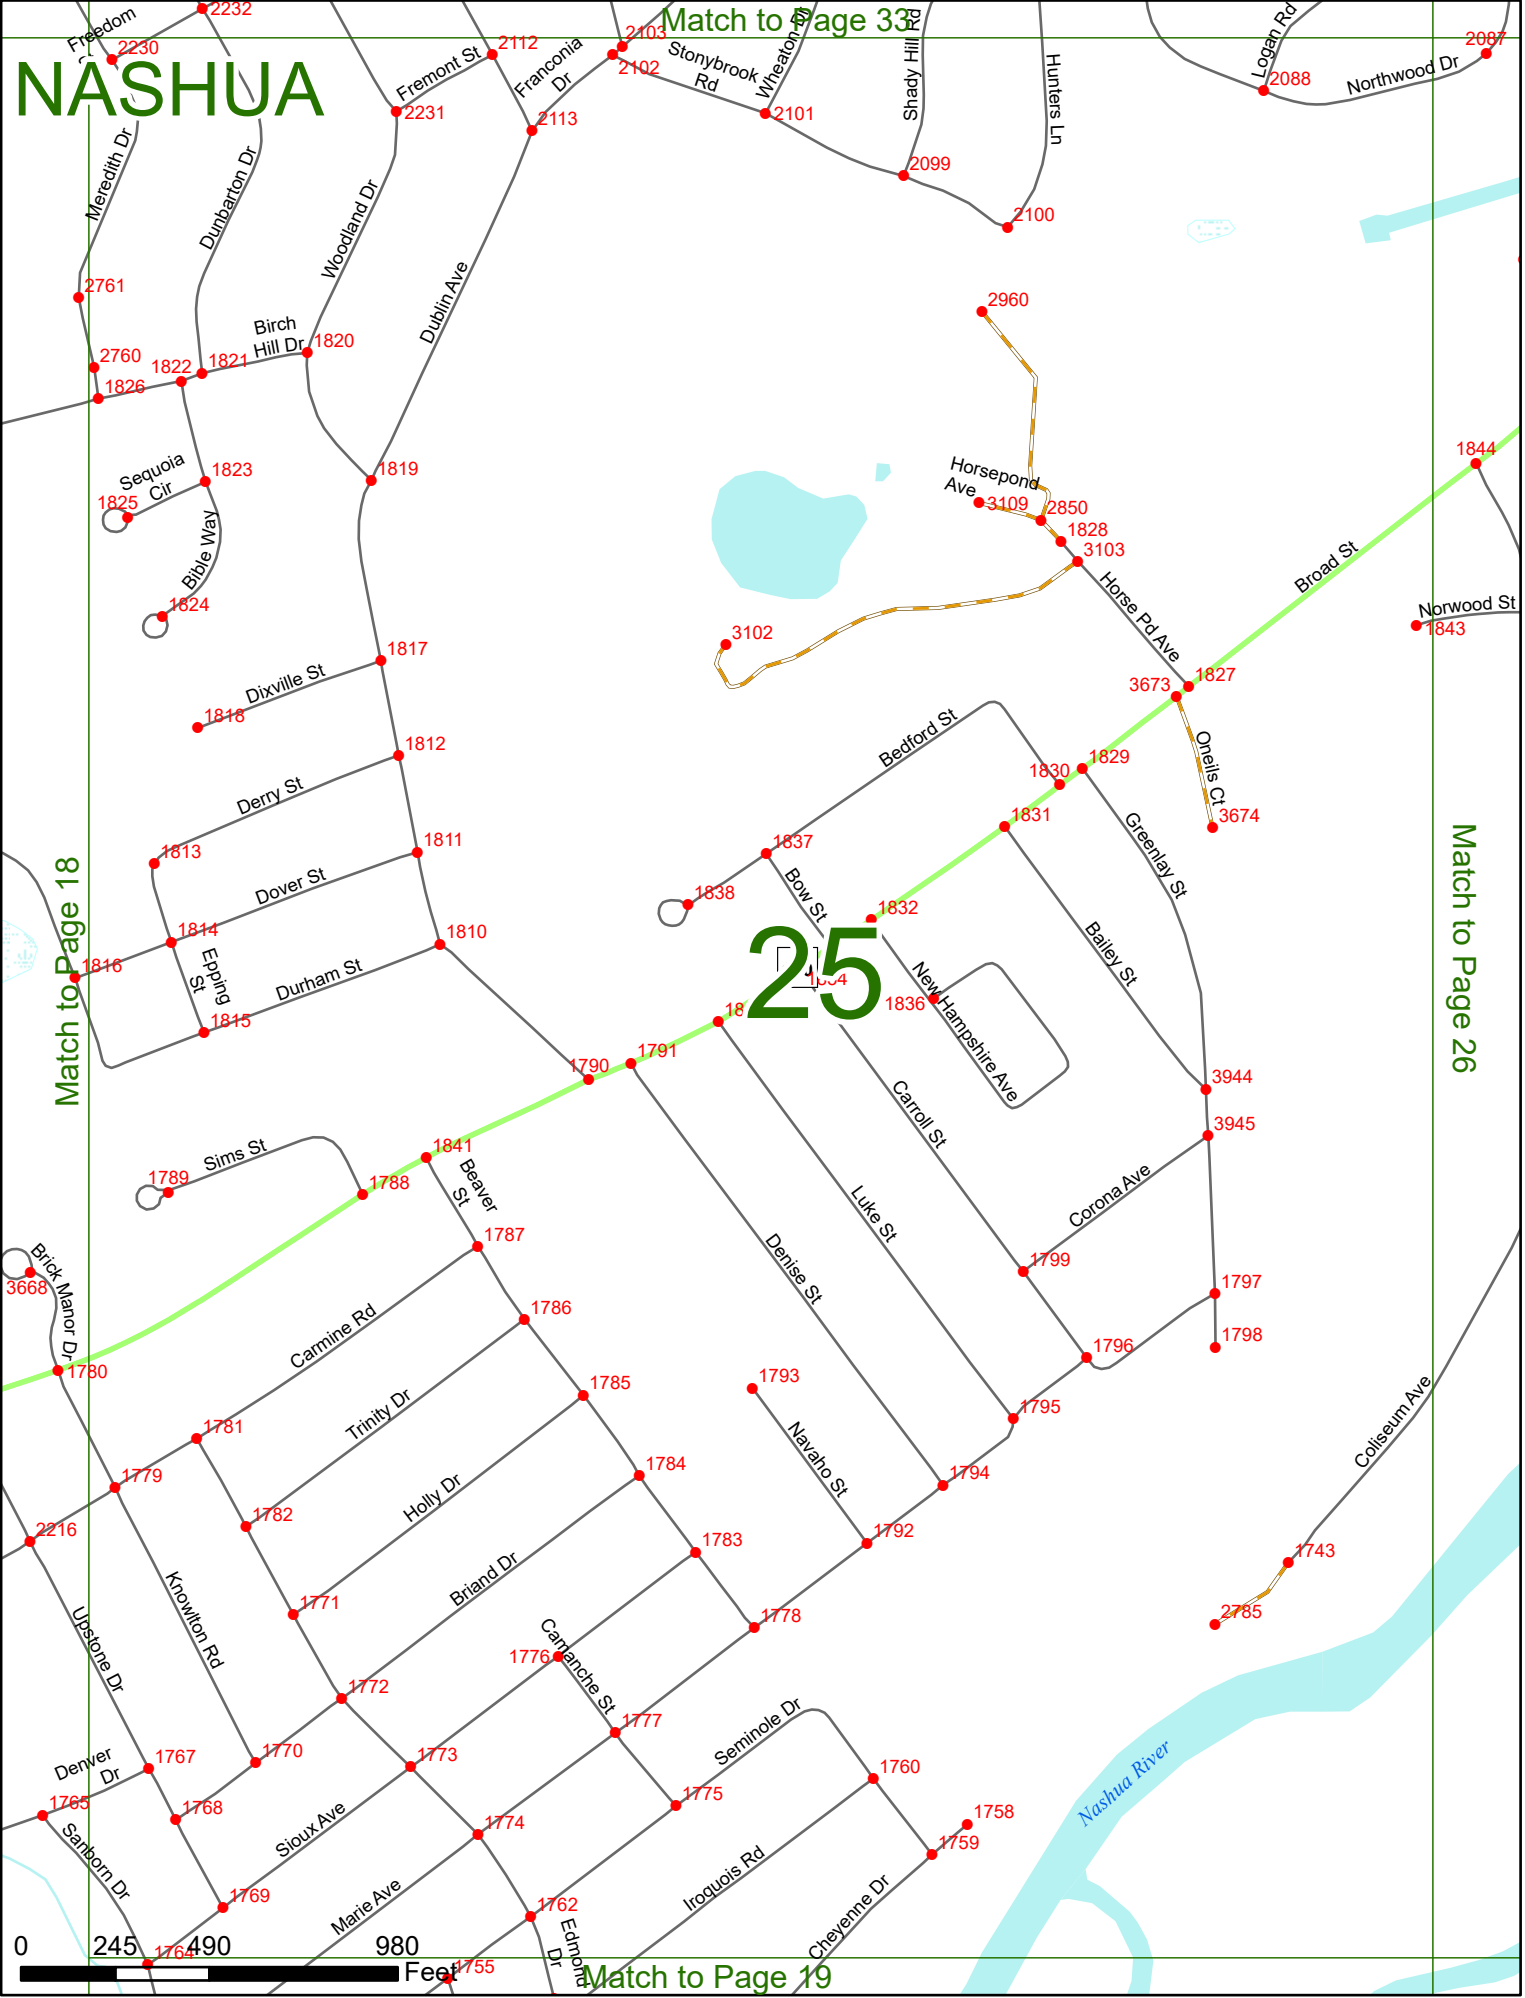 2232
Match to Page 33
Freedom
2230
NASHUA
2112
Fremont St
2231
Franconia
Dr
2103
2102
2113
Stonybrook
Rd
Wheaton Dr
2101
Shady Hill Rd
2099
Hunters Ln
2100
Logan Rd
2088
Northwood Dr
2087
Meredith Dr
Dunbarton Dr
Woodland Dr
Dublin Ave
2761
2760
1826
1822
1821
Birch
Hill Dr
1820
2960
1844
Sequoia
Cir
1823
1825
1819
Bible Way
1824
Horsepond
Ave
3109
2850
1828
3103
Horse Pd Ave
Broad St
Norwood St
1843
3102
1817
Dixville St
1818
1827
3673
Oneils Ct
3674
1812
Derry St
1813
Bedford St
1830
1829
1831
1811
Dover St
1814
1837
Bow St
1838
1832
Greenlay St
Bailey St
Match to Page 18
Match to Page 26
1816
Epping
St
Durham St
1810
1815
25
New Hampshire Ave
1836
1790
1791
Carroll St
3944
3945
1841
Beaver
St
Sims St
1789
1788
Corona Ave
1799
Luke St
Denise St
1787
Brick Manor Dr
3668
1780
1786
1797
1798
1796
Carmine Rd
Trinity Dr
1785
1793
Navaho St
1795
1781
1779
1784
1794
Coliseum Ave
2216
1782
Holly Dr
1783
1792
1743
2785
Knowlton Rd
Upstone Dr
1771
Briand Dr
1778
Camanche St
1776
1772
1777
Seminole Dr
Denver
Dr
1767
1770
1773
1760
Nashua River
1765
1768
1775
1758
1759
Sanborn Dr
Sioux Ave
1774
Iroquois Rd
Cheyenne Dr
1769
Marie Ave
1762
Edmond
Dr
1764
1755
0 245 490 980
Feet
Match to Page 19